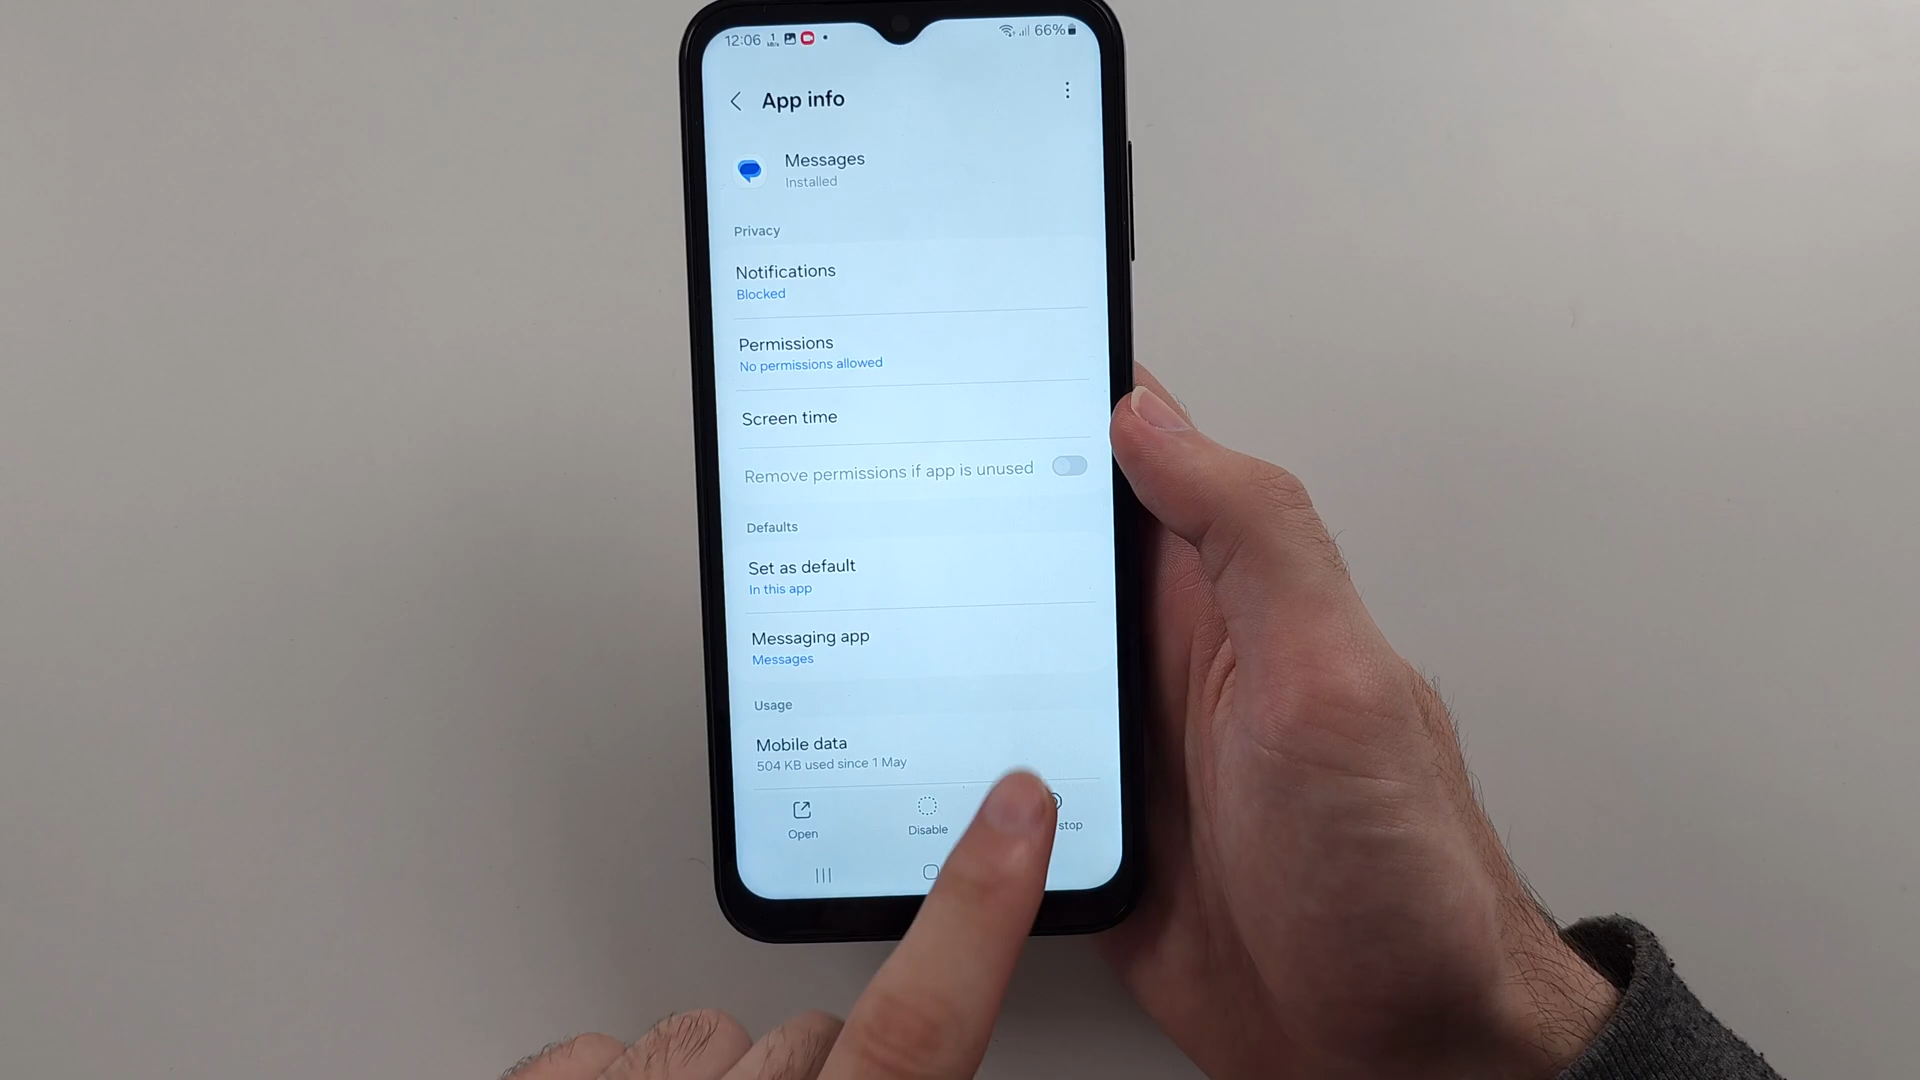 12:06 66%
App info
Messages
Installed
Privacy
Notifications
Blocked
Permissions
No permissions allowed
Screen time
Remove permissions if app is unused
Defaults
Set as default
In this app
Messaging app
Messages
Usage
Mobile data
504 KB used since 1 May
Open Disable stop